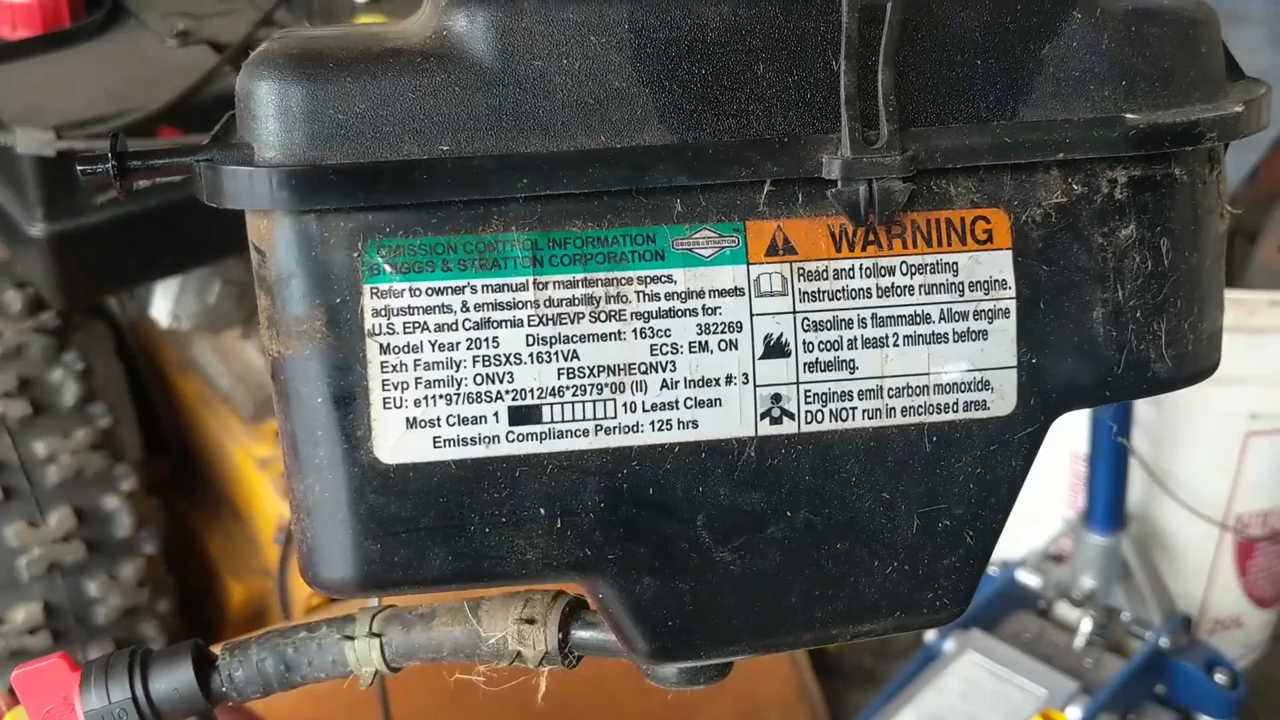 EMISSION CONTROL INFORMATION
BRIGGS & STRATTON CORPORATION
BRIGGS&STRATTON
Refer to owner's manual for maintenance specs,
adjustments, & emissions durability info. This engine meets
U.S. EPA and California EXH/EVP SORE regulations for:
Model Year 2015 Displacement: 163cc 382269
Exh Family: FBSXS.1631VA ECS: EM, ON
Evp Family: ONV3 FBSXPNHEQNV3
EU: e11*97/68SA*2012/46*2979*00 (II) Air Index #: 3
Most Clean 1 10 Least Clean
Emission Compliance Period: 125 hrs
WARNING
Read and follow Operating
Instructions before running engine.
Gasoline is flammable. Allow engine
to cool at least 2 minutes before
refueling.
Engines emit carbon monoxide,
DO NOT run in enclosed area.